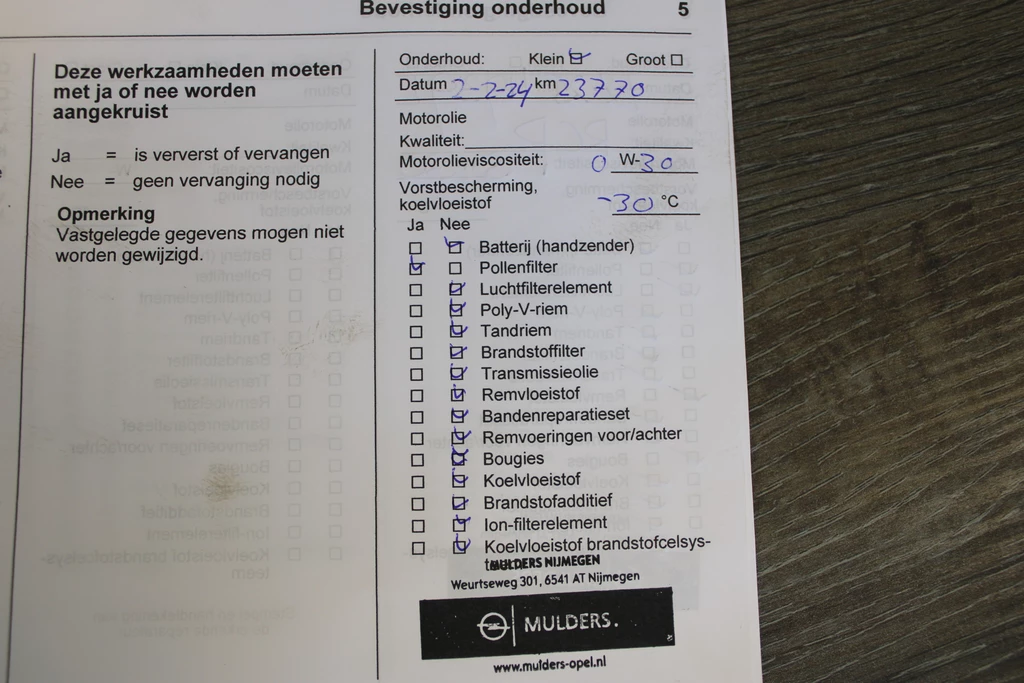 Bevestiging onderhoud 5
Deze werkzaamheden moeten
met ja of nee worden
aangekruist
Ja = is ververst of vervangen
Nee = geen vervanging nodig
Opmerking
Vastgelegde gegevens mogen niet
worden gewijzigd.
Onderhoud: Klein Groot
Datum 2-2-24 km 23770
Motorolie
Kwaliteit:
Motorolieviscositeit: 0 W-30
Vorstbescherming,
koelvloeistof -30 °C
Ja Nee
Batterij (handzender)
Pollenfilter
Luchtfilterelement
Poly-V-riem
Tandriem
Brandstoffilter
Transmissieolie
Remvloeistof
Bandenreparatieset
Remvoeringen voor/achter
Bougies
Koelvloeistof
Brandstofadditief
Ion-filterelement
Koelvloeistof brandstofcelsys-
MULDERS NIJMEGEN
Weurtseweg 301, 6541 AT Nijmegen
MULDERS.
www.mulders-opel.nl